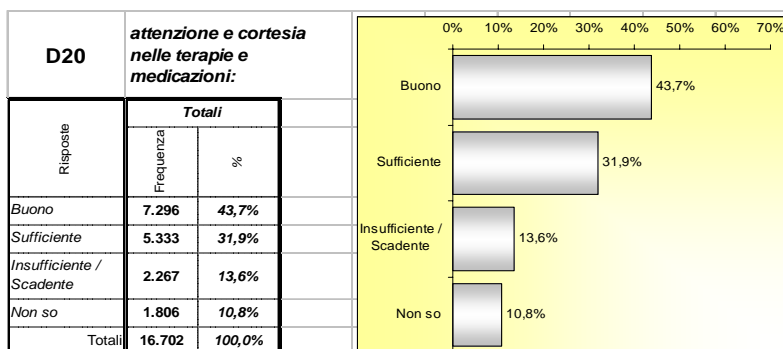 D20
attenzione e cortesia
nelle terapie e
medicazioni:
Risposte
Totali
Frequenza
%
Buono 7.296 43,7%
Sufficiente 5.333 31,9%
Insufficiente /
Scadente 2.267 13,6%
Non so 1.806 10,8%
Totali 16.702 100,0%
0% 10% 20% 30% 40% 50% 60% 70%
Buono 43,7%
Sufficiente 31,9%
Insufficiente /
Scadente 13,6%
Non so 10,8%